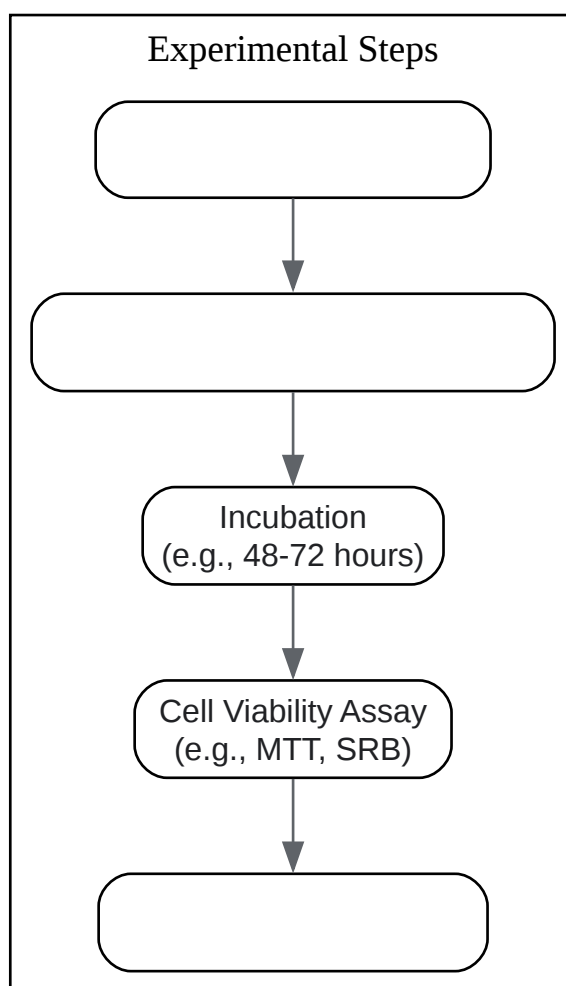 Experimental Steps
Incubation
(e.g., 48-72 hours)
Cell Viability Assay
(e.g., MTT, SRB)